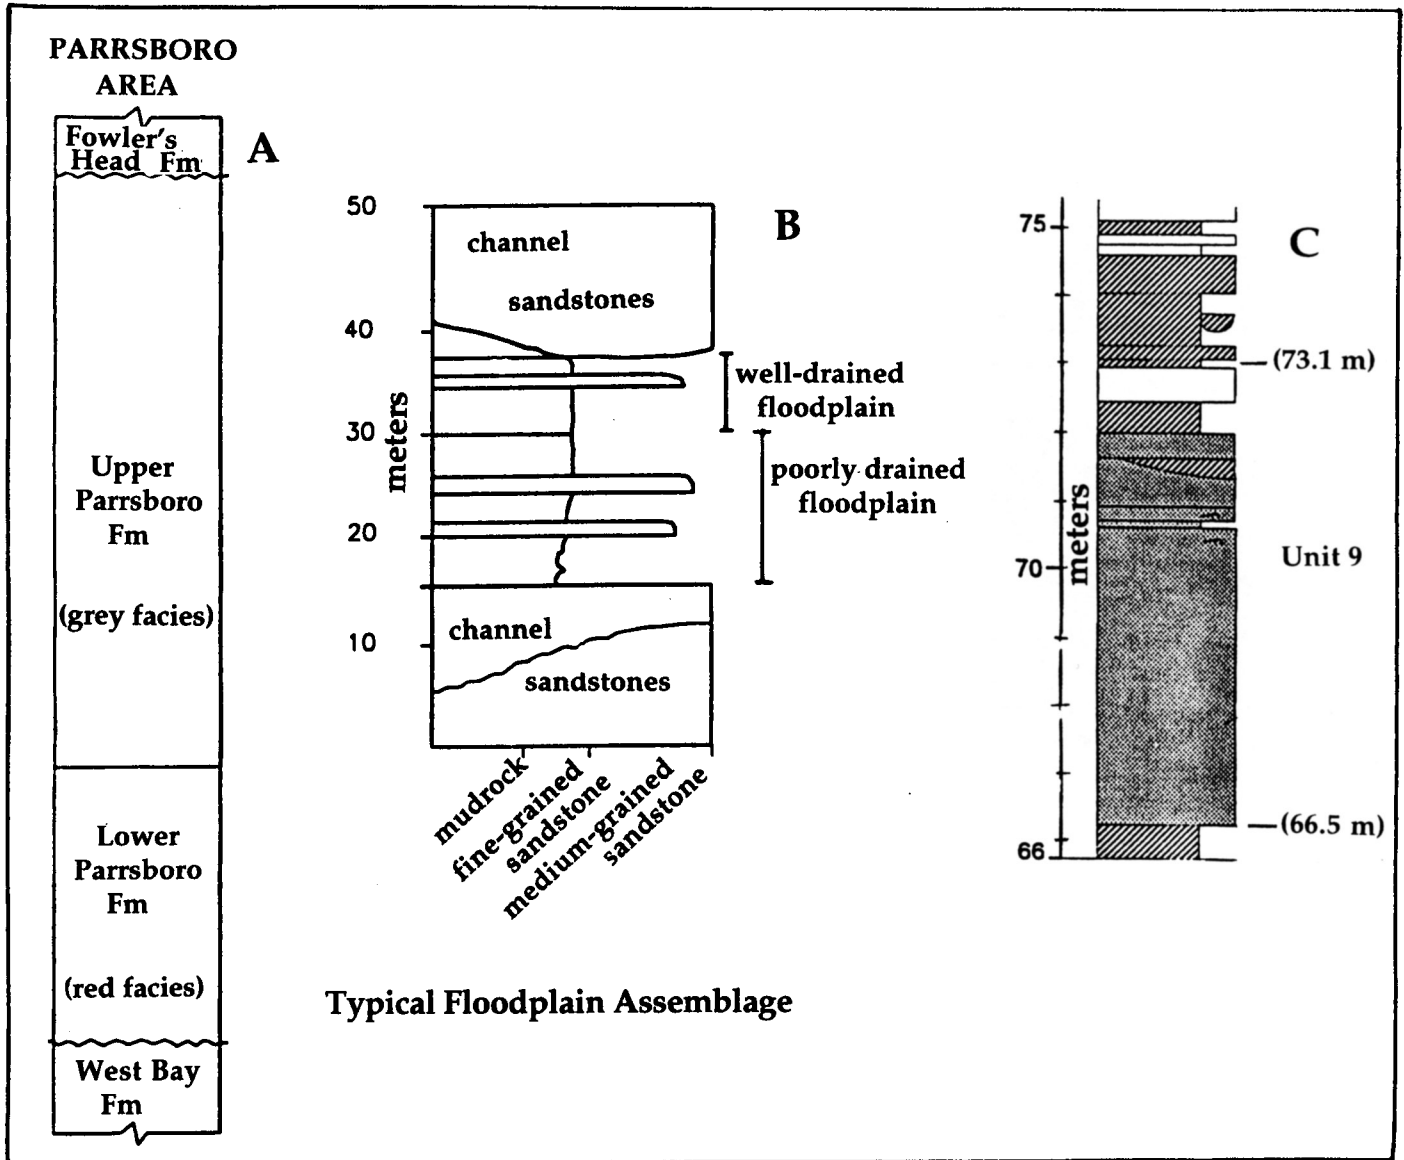 PARRSBORO
AREA
Fowler's
Head Fm
A
Upper
Parrsboro
Fm
(grey facies)
Lower
Parrsboro
Fm
(red facies)
West Bay
Fm
50
40
30
20
10
meters
channel
sandstones
B
well-drained
floodplain
poorly drained
floodplain
channel
sandstones
mudrock
fine-grained
sandstone
medium-grained
sandstone
Typical Floodplain Assemblage
75
70
66
meters
C
(73.1 m)
Unit 9
(66.5 m)